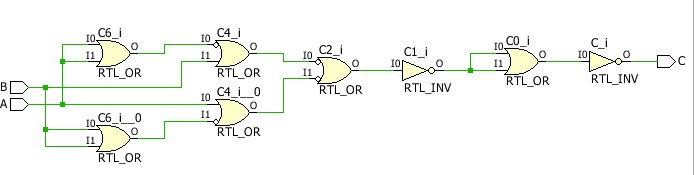 C6_i
I0
I1
O
RTL_OR
C4_i
I0
I1
O
RTL_OR
C2_i
I0
I1
O
RTL_OR
C1_i
I0
O
RTL_INV
C0_i
I0
I1
O
RTL_OR
C_i
I0
O
RTL_INV
C
B
A
C6_i__0
I0
I1
O
RTL_OR
C4_i__0
I0
I1
O
RTL_OR